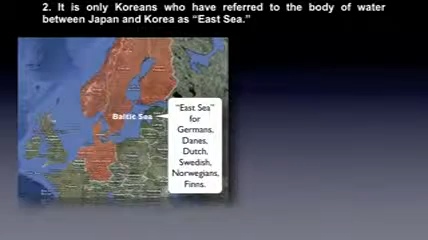 2. It is only Koreans who have referred to the body of water
between Japan and Korea as “East Sea.”
Baltic Sea
“East Sea”
for
Germans,
Danes,
Dutch,
Swedish,
Norwegians,
Finns.